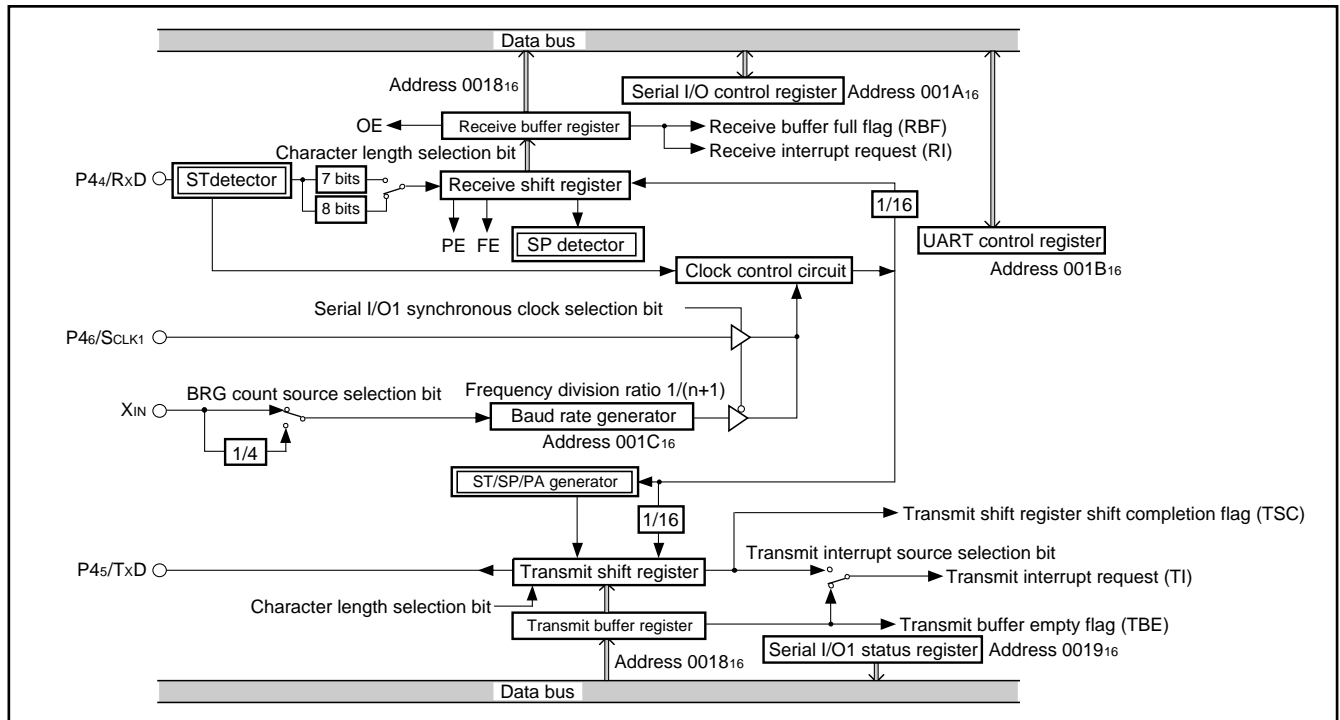 Data bus
Address 001816
Serial I/O control register
Address 001A16
OE
Receive buffer register
Receive buffer full flag (RBF)
Receive interrupt request (RI)
Character length selection bit
P44/RXD
STdetector
7 bits
8 bits
Receive shift register
1/16
PE
FE
SP detector
UART control register
Address 001B16
Clock control circuit
Serial I/O1 synchronous clock selection bit
P46/SCLK1
XIN
BRG count source selection bit
Frequency division ratio 1/(n+1)
Baud rate generator
Address 001C16
1/4
ST/SP/PA generator
1/16
Transmit shift register shift completion flag (TSC)
Transmit interrupt source selection bit
P45/TXD
Transmit shift register
Transmit interrupt request (TI)
Character length selection bit
Transmit buffer register
Transmit buffer empty flag (TBE)
Address 001816
Serial I/O1 status register
Address 001916
Data bus